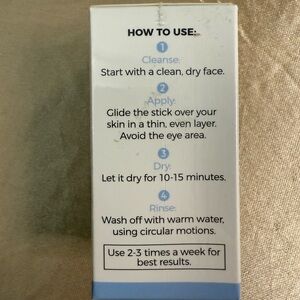 HOW TO USE:
1
Cleanse:
Start with a clean, dry face.
2
Apply:
Glide the stick over your
skin in a thin, even layer.
Avoid the eye area.
3
Dry:
Let it dry for 10-15 minutes.
4
Rinse:
Wash off with warm water,
using circular motions.
Use 2-3 times a week for
best results.